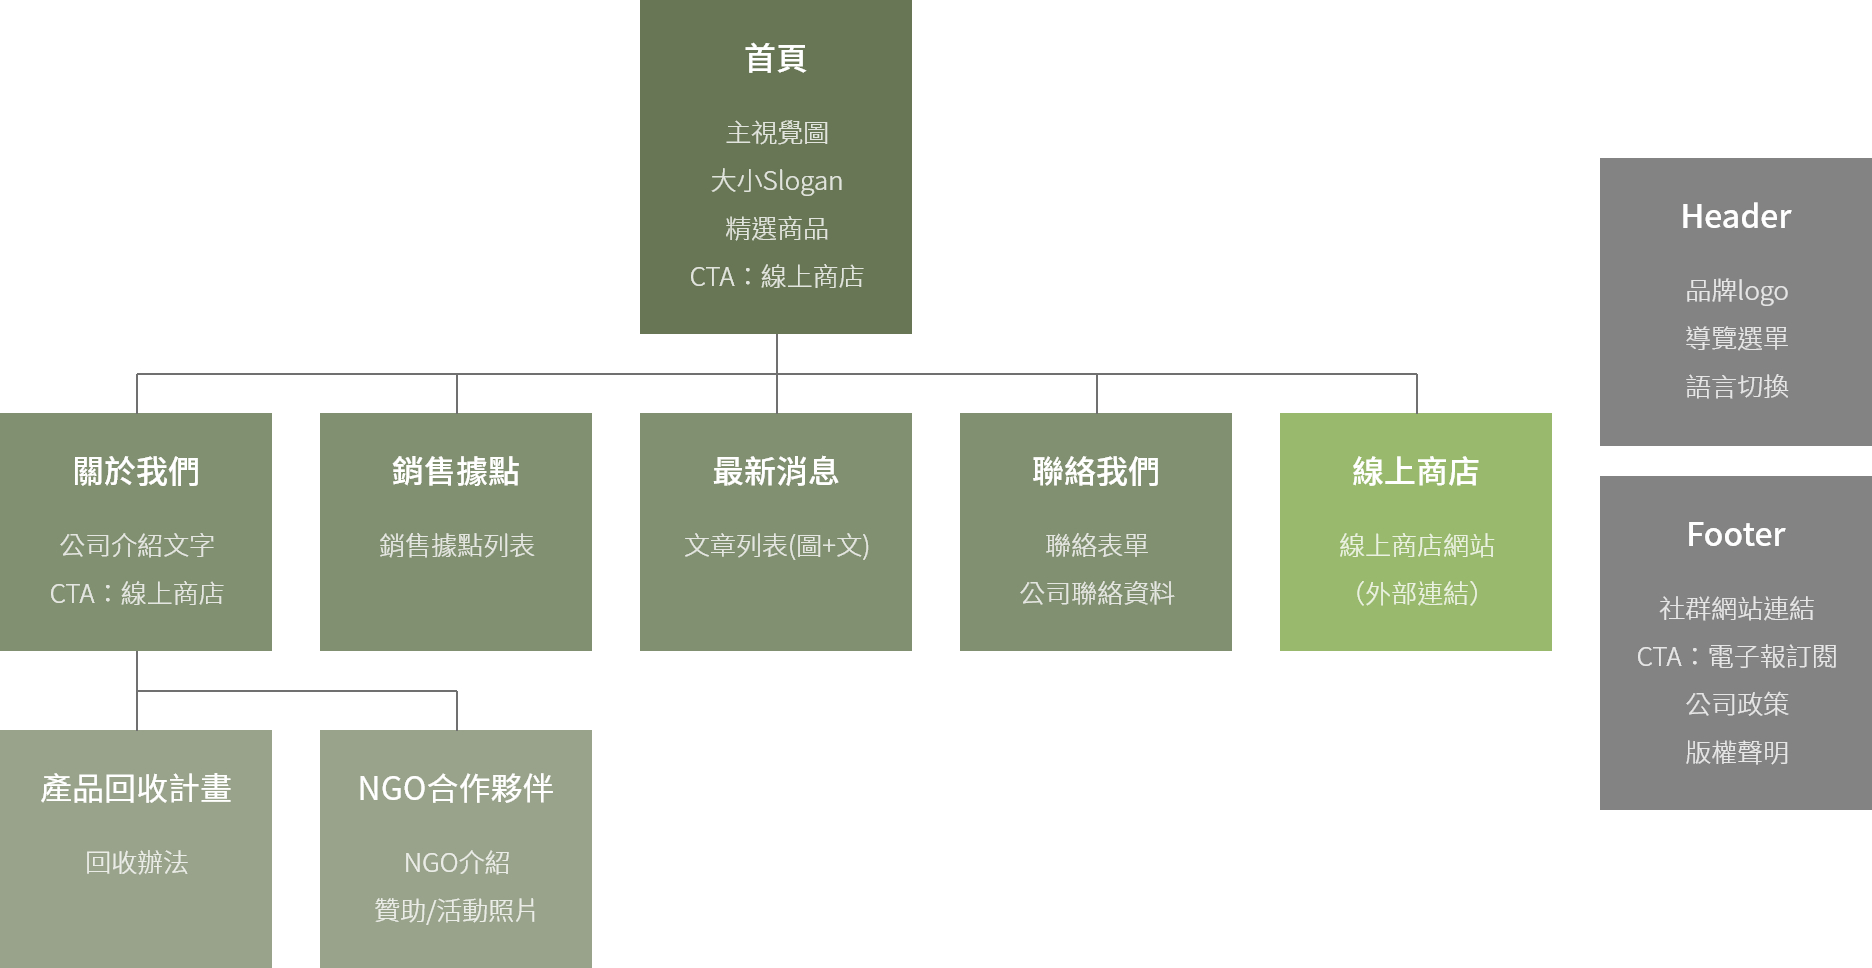 首頁
主視覺圖
大小Slogan
精選商品
CTA：線上商店
關於我們
公司介紹文字
CTA：線上商店
銷售據點
銷售據點列表
最新消息
文章列表(圖+文)
聯絡我們
聯絡表單
公司聯絡資料
線上商店
線上商店網站
（外部連結）
產品回收計畫
回收辦法
NGO合作夥伴
NGO介紹
贊助/活動照片
Header
品牌logo
導覽選單
語言切換
Footer
社群網站連結
CTA：電子報訂閱
公司政策
版權聲明